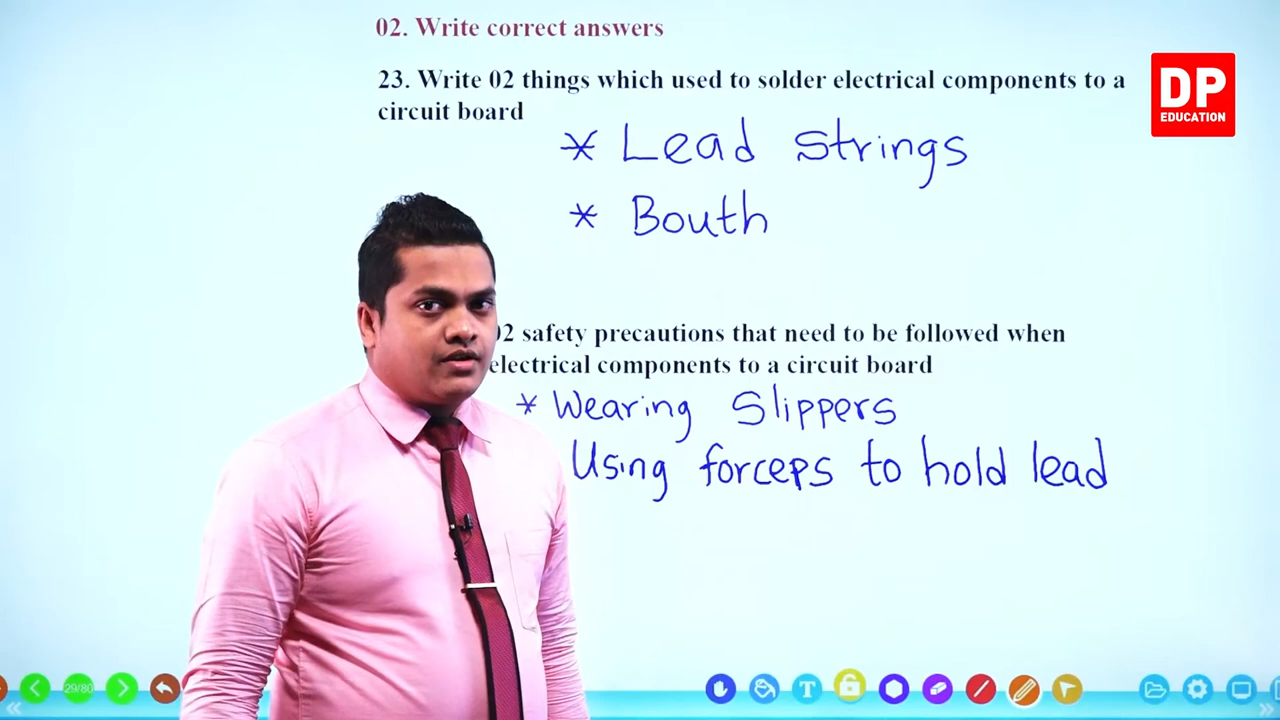 02. Write correct answers
23. Write 02 things which used to solder electrical components to a
circuit board
DP
EDUCATION
* Lead strings
* Bouth
02 safety precautions that need to be followed when
electrical components to a circuit board
* Wearing Slippers
Using forceps to hold lead
29/80
T